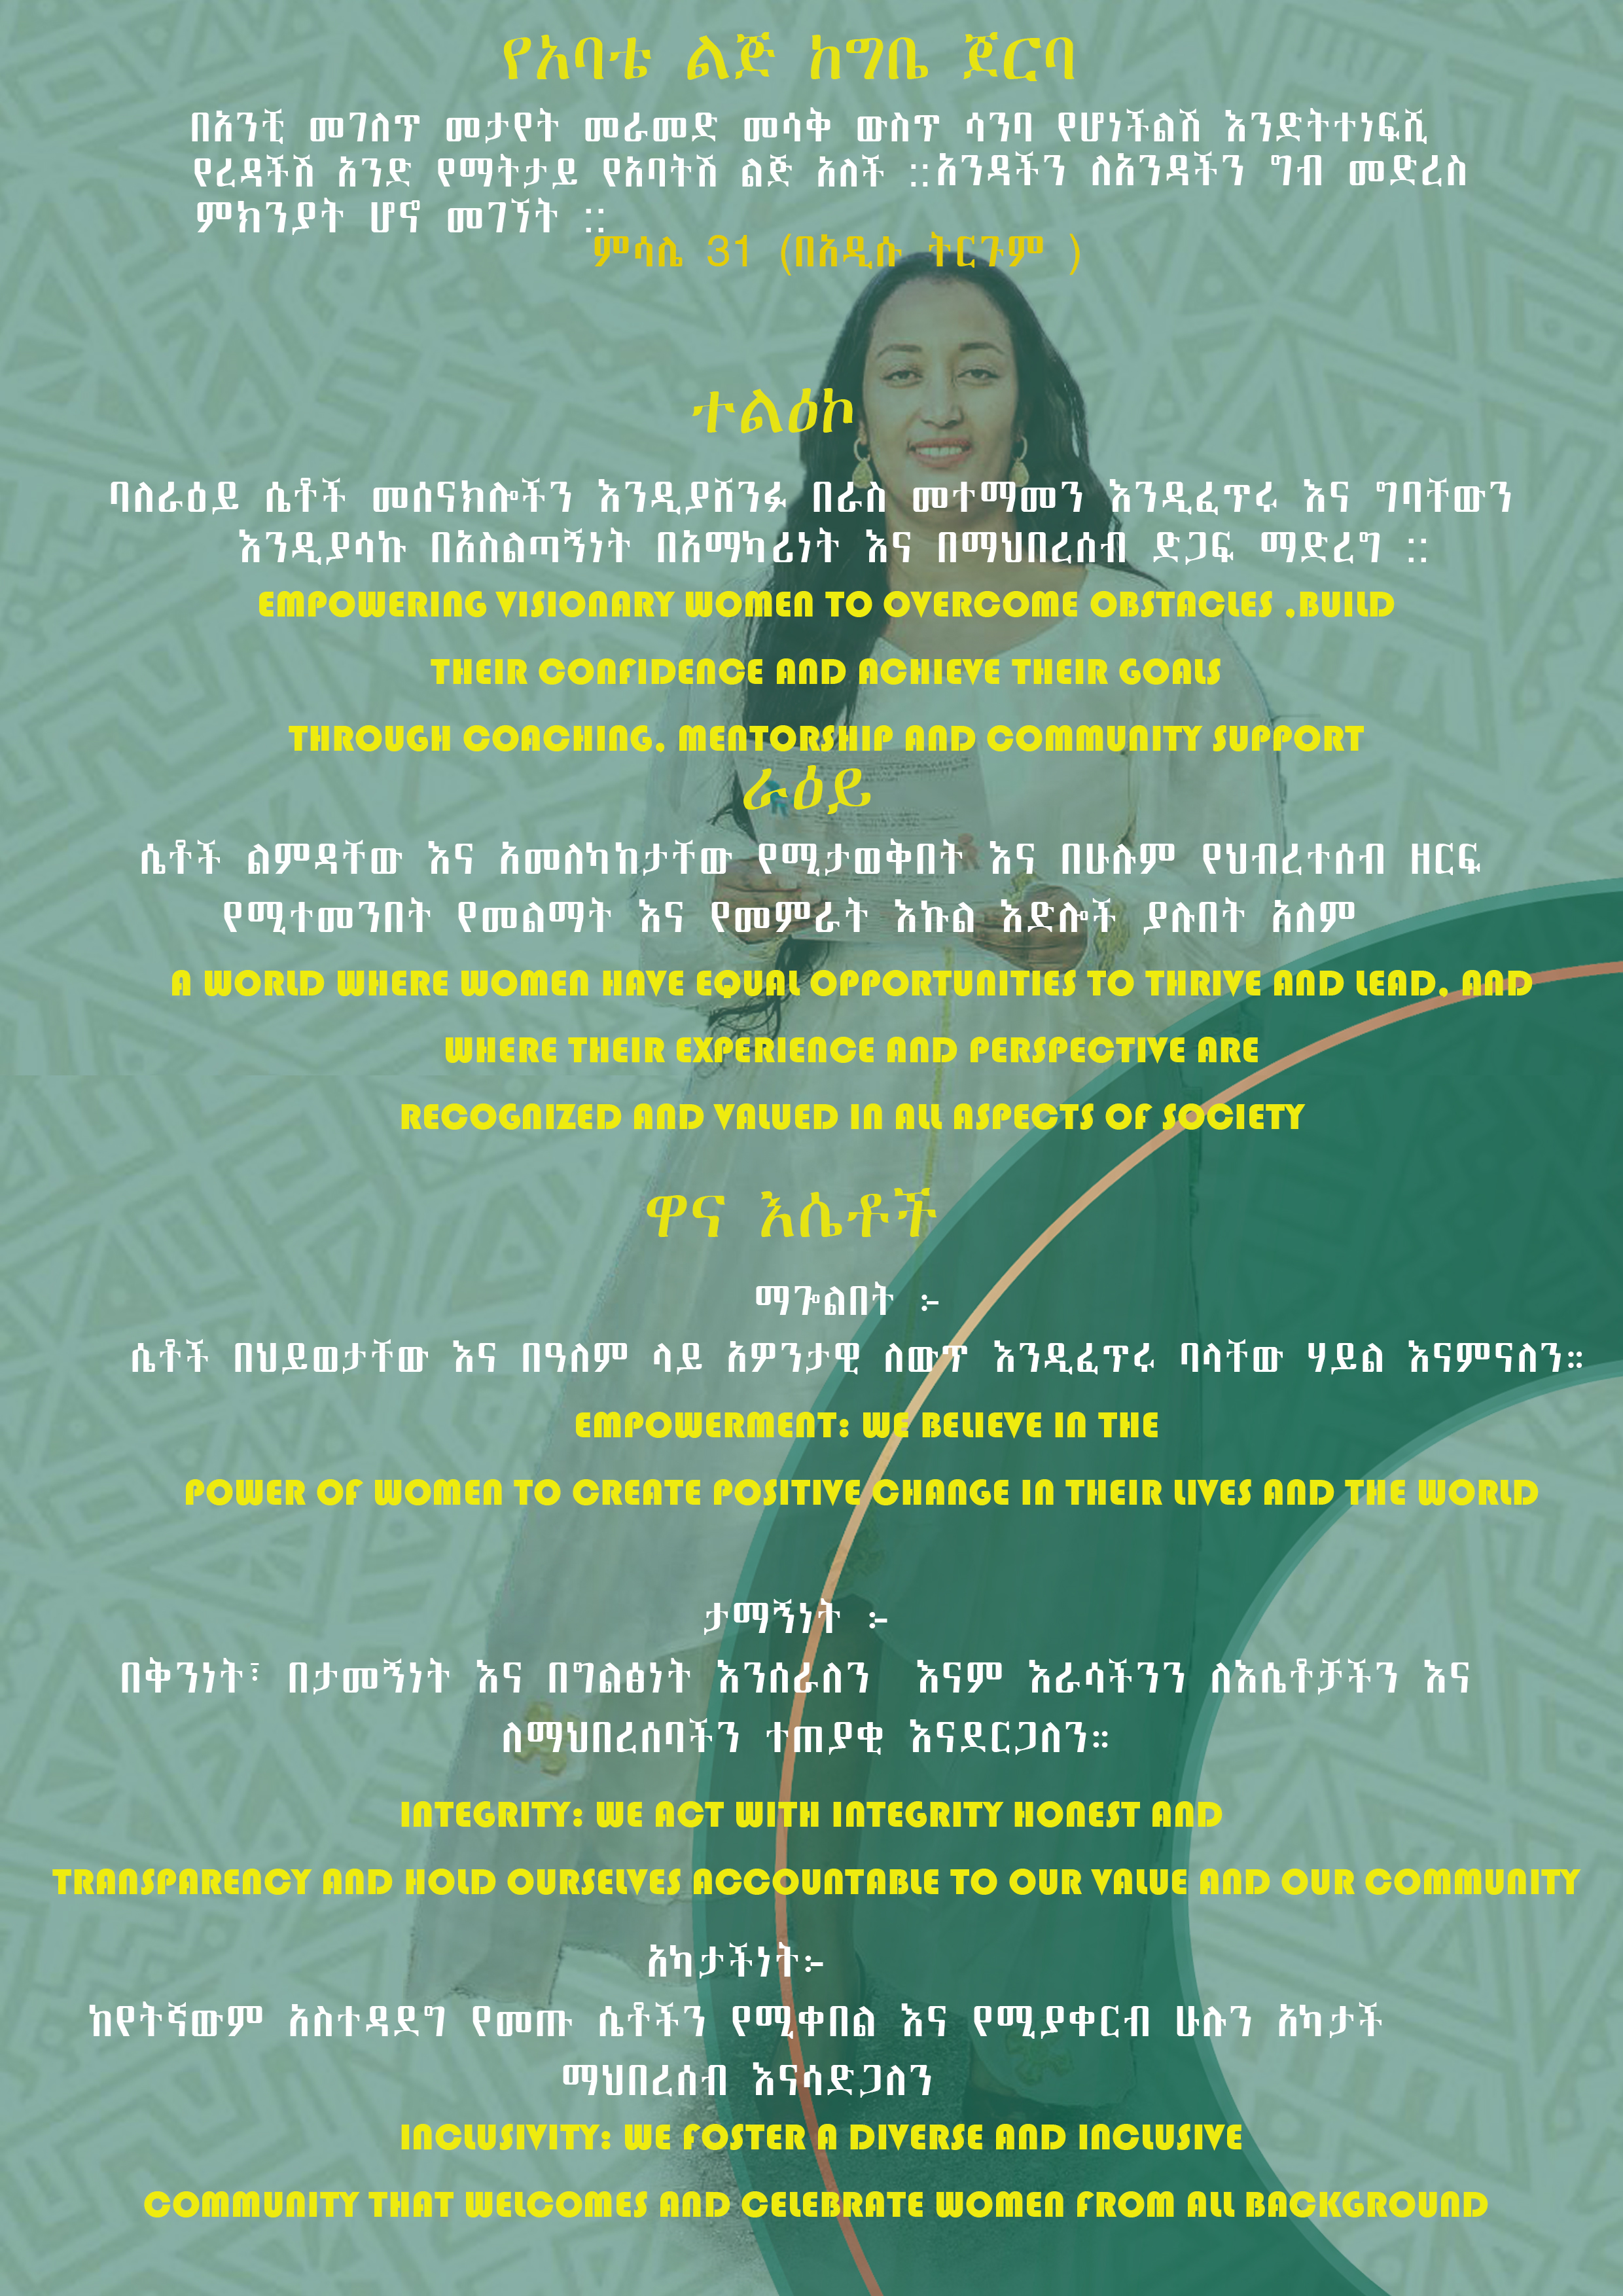 የአባቴ ልጅ ከግቤ ጀርባ
በአንቺ መገለጥ መታየት መራመድ መሳቅ ውስጥ ሳንባ የሆነችልሽ እንድትተነፍሺ
የረዳችሽ አንድ የማትታይ የአባትሽ ልጅ አለች ::አንዳችን ለአንዳችን ግብ መድረስ
ምክንያት ሆኖ መገኘት ::
ምሳሌ 31 (በአዲሱ ትርጉም )
ተልዕኮ
ባለራዕይ ሴቶች መሰናክሎችን እንዲያሸንፉ በራስ መተማመን እንዲፈጥሩ እና ግባቸውን
እንዲያሳኩ በአስልጣኝነት በአማካሪነት እና በማህበረሰብ ድጋፍ ማድረግ ::
EMPOWERING VISIONARY WOMEN TO OVERCOME OBSTACLES ,BUILD
THEIR CONFIDENCE AND ACHIEVE THEIR GOALS
THROUGH COACHING, MENTORSHIP AND COMMUNITY SUPPORT
ራዕይ
ሴቶች ልምዳቸው እና አመለካከታቸው የሚታወቅበት እና በሁሉም የህብረተሰብ ዘርፍ
የሚተመንበት የመልማት እና የመምራት እኩል እድሎች ያሉበት አለም
A WORLD WHERE WOMEN HAVE EQUAL OPPORTUNITIES TO THRIVE AND LEAD, AND
WHERE THEIR EXPERIENCE AND PERSPECTIVE ARE
RECOGNIZED AND VALUED IN ALL ASPECTS OF SOCIETY
ዋና እሴቶች
ማጎልበት ፦
ሴቶች በህይወታቸው እና በዓለም ላይ አዎንታዊ ለውጥ እንዲፈጥሩ ባላቸው ሃይል እናምናለን።
EMPOWERMENT: WE BELIEVE IN THE
POWER OF WOMEN TO CREATE POSITIVE CHANGE IN THEIR LIVES AND THE WORLD
ታማኝነት ፦
በቅንነት፣ በታመኝነት እና በግልፅነት እንሰራለን እናም እራሳችንን ለእሴቶቻችን እና
ለማህበረሰባችን ተጠያቂ እናደርጋለን።
INTEGRITY: WE ACT WITH INTEGRITY HONEST AND
TRANSPARENCY AND HOLD OURSELVES ACCOUNTABLE TO OUR VALUE AND OUR COMMUNITY
አካታችነት፦
ከየትኛውም አስተዳደግ የመጡ ሴቶችን የሚቀበል እና የሚያቀርብ ሁሉን አካታች
ማህበረሰብ እናሳድጋለን
INCLUSIVITY: WE FOSTER A DIVERSE AND INCLUSIVE
COMMUNITY THAT WELCOMES AND CELEBRATE WOMEN FROM ALL BACKGROUND